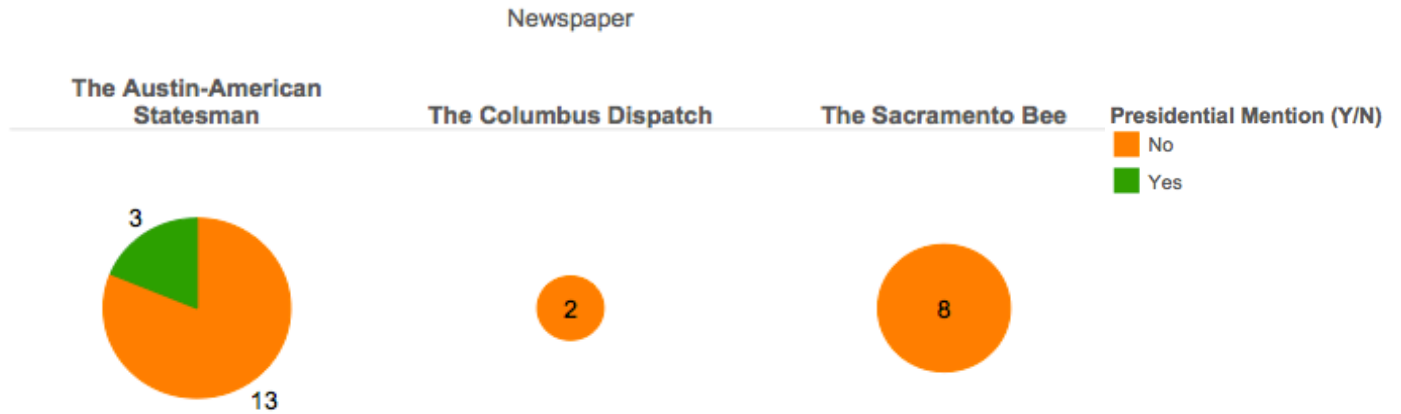 Newspaper
The Austin-American
Statesman
The Columbus Dispatch
The Sacramento Bee
Presidential Mention (Y/N)
No
Yes
3
13
2
8